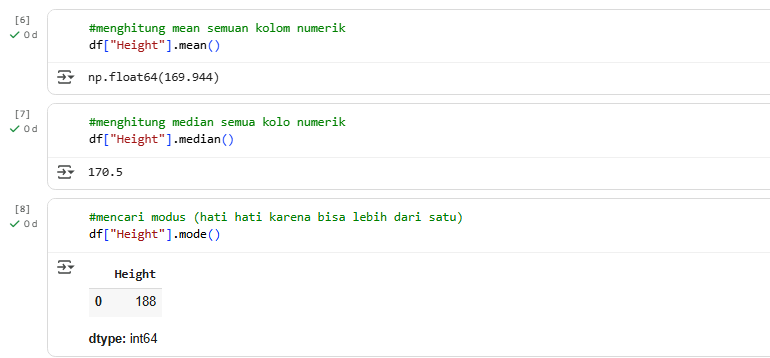 [6]
0 d
#menghitung mean semuan kolom numerik
df["Height"].mean()
np.float64(169.944)
[7]
0 d
#menghitung median semua kolo numerik
df["Height"].median()
170.5
[8]
0 d
#mencari modus (hati hati karena bisa lebih dari satu)
df["Height"].mode()
Height
0 188
dtype: int64